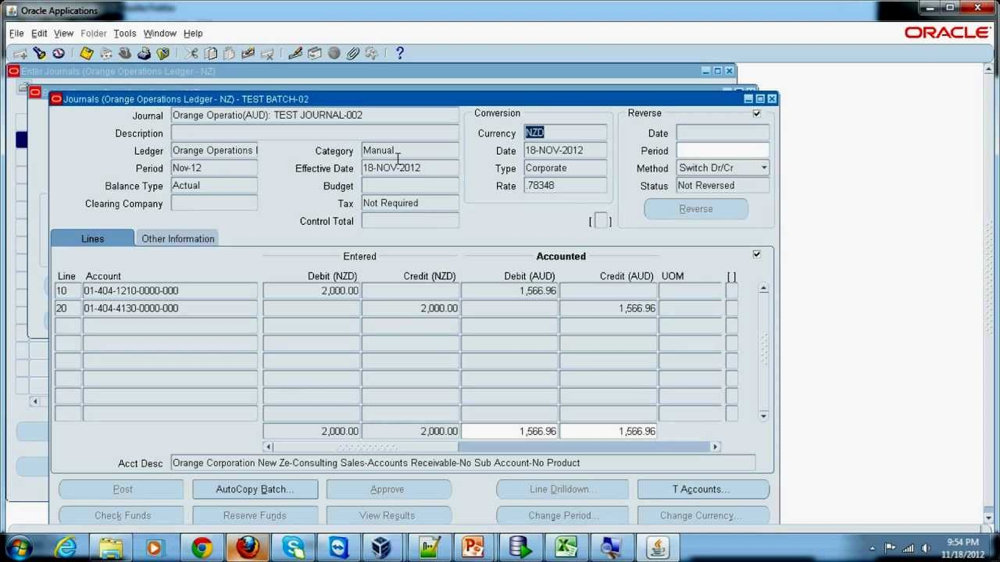 Oracle Applications
File Edit View Folder Tools Window Help
ORACLE
Enter Journals (Orange Operations Ledger - NZ)
Journals (Orange Operations Ledger - NZ) - TEST BATCH-02
Journal Orange Operatio(AUD): TEST JOURNAL-002
Description
Ledger Orange Operations
Category Manual
Period Nov-12
Effective Date 18-NOV-2012
Balance Type Actual
Budget
Clearing Company
Tax Not Required
Control Total
Conversion
Currency NZD
Date 18-NOV-2012
Type Corporate
Rate .78348
Reverse
Date
Period
Method Switch Dr/Cr
Status Not Reversed
Reverse
[ ]
Lines Other Information
Entered Accounted
Line Account Debit (NZD) Credit (NZD) Debit (AUD) Credit (AUD) UOM [ ]
10 01-404-1210-0000-000 2,000.00 1,566.96
20 01-404-4130-0000-000 2,000.00 1,566.96
2,000.00 2,000.00 1,566.96 1,566.96
Acct Desc Orange Corporation New Ze-Consulting Sales-Accounts Receivable-No Sub Account-No Product
Post AutoCopy Batch... Approve Line Drilldown... T Accounts...
Check Funds Reserve Funds View Results Change Period... Change Currency...
9:54 PM
11/18/2012